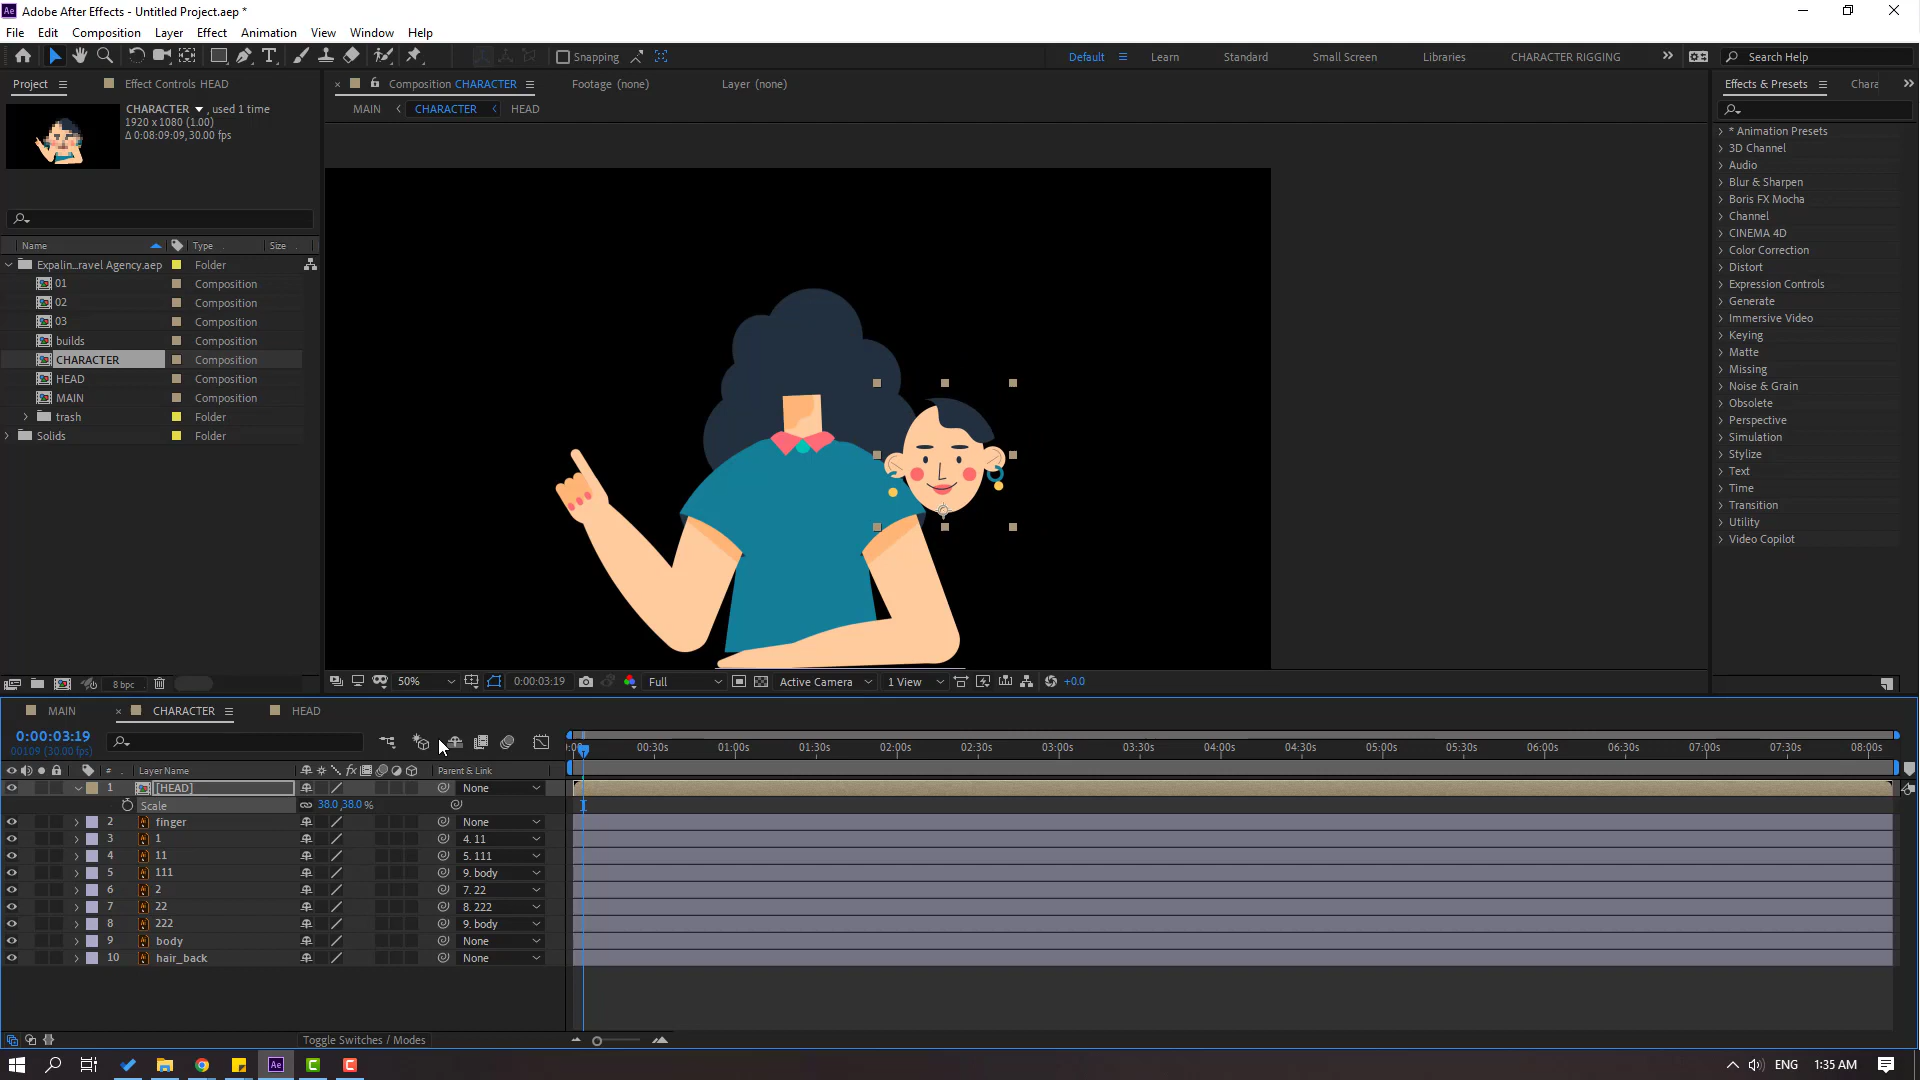 Ae Adobe After Effects - Untitled Project.aep *
File Edit Composition Layer Effect Animation View Window Help
Snapping
Default Learn Standard Small Screen Libraries CHARACTER RIGGING Search Help
Project Effect Controls HEAD
Composition CHARACTER Footage (none) Layer (none)
Effects & Presets Chara
CHARACTER , used 1 time
1920 x 1080 (1.00)
Δ 0:08:09:09, 30.00 fps
MAIN CHARACTER HEAD
Name Type Size
Expalin...ravel Agency.aep Folder
01 Composition
02 Composition
03 Composition
builds Composition
CHARACTER Composition
HEAD Composition
MAIN Composition
trash Folder
Solids Folder
* Animation Presets
3D Channel
Audio
Blur & Sharpen
Boris FX Mocha
Channel
CINEMA 4D
Color Correction
Distort
Expression Controls
Generate
Immersive Video
Keying
Matte
Missing
Noise & Grain
Obsolete
Perspective
Simulation
Stylize
Text
Time
Transition
Utility
Video Copilot
8 bpc
50% 0:00:03:19 Full Active Camera 1 View +0.0
MAIN CHARACTER HEAD
0:00:03:19
00109 (30.00 fps)
00:30s 01:00s 01:30s 02:00s 02:30s 03:00s 03:30s 04:00s 04:30s 05:00s 05:30s 06:00s 06:30s 07:00s 07:30s 08:00s
# Layer Name fx Parent & Link
1 [HEAD] None
Scale 38.0,38.0 %
2 finger None
3 1 4. 11
4 11 5. 111
5 111 9. body
6 2 7. 22
7 22 8. 222
8 222 9. body
9 body None
10 hair_back None
Toggle Switches / Modes
Ae ENG 1:35 AM